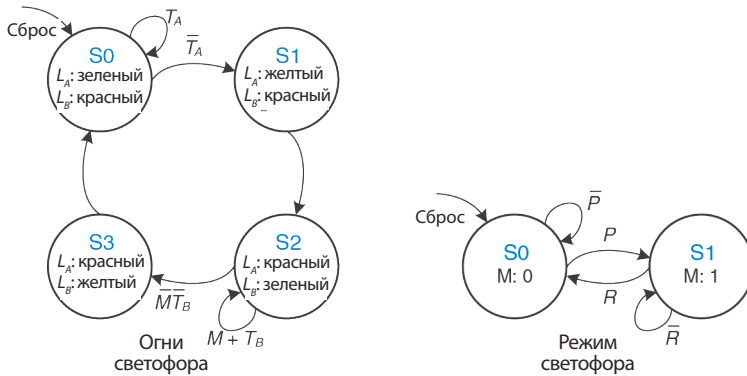 Сброс
T̅_A
T_A
S0
L_A: зеленый
L_B: красный
S1
L_A: желтый
L_B: красный
S3
L_A: красный
L_B: желтый
S2
L_A: красный
L_B: зеленый
M̅T̅_B
M + T_B
Огни
светофора
Сброс
P̅
S0
M: 0
P
R
S1
M: 1
R̅
Режим
светофора